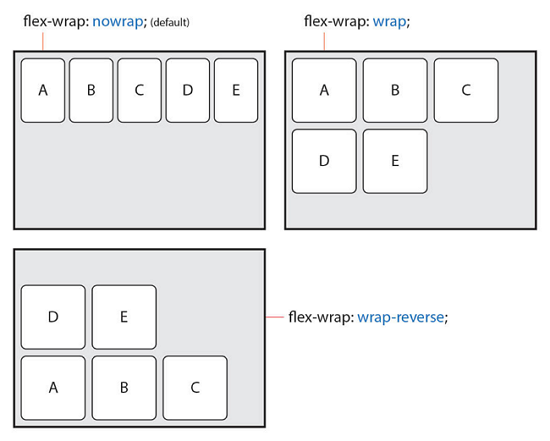 flex-wrap: nowrap; (default)
flex-wrap: wrap;
A B C D E
A B C
D E
D E
flex-wrap: wrap-reverse;
A B C